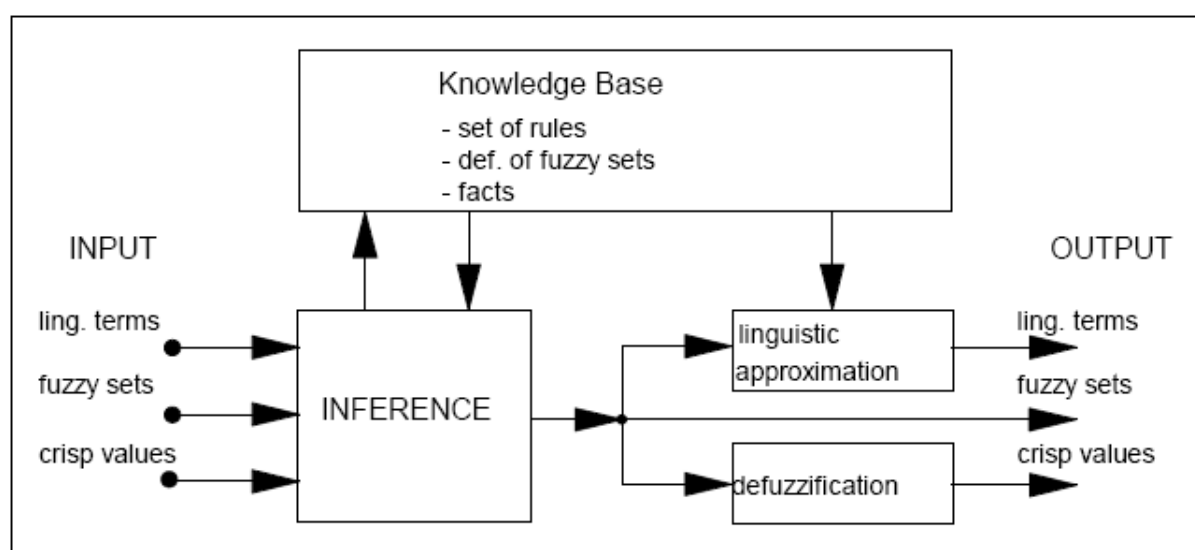 Knowledge Base
- set of rules
- def. of fuzzy sets
- facts
INPUT
OUTPUT
ling. terms
fuzzy sets
crisp values
INFERENCE
linguistic
approximation
defuzzification
ling. terms
fuzzy sets
crisp values